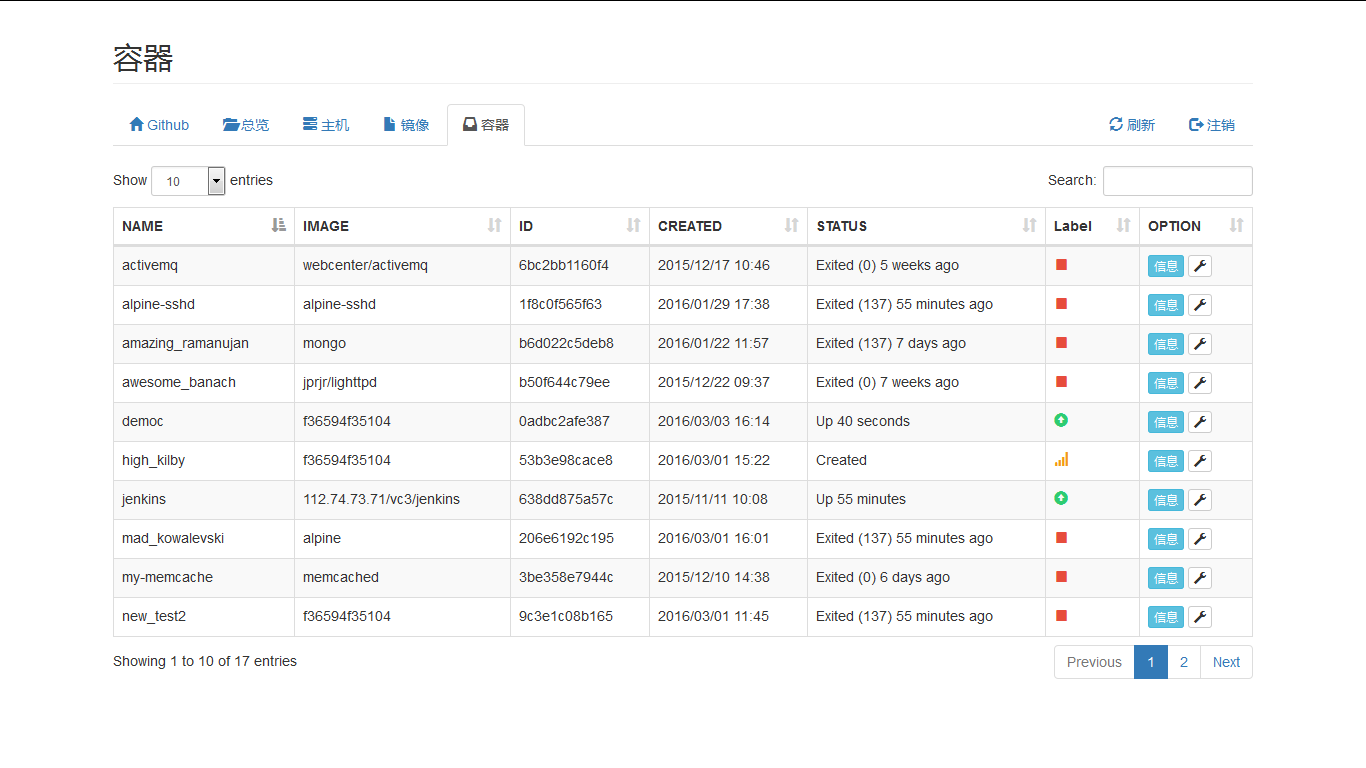 容器
Github 总览 主机 镜像 容器 刷新 注销
Show 10 entries Search:
NAME IMAGE ID CREATED STATUS Label OPTION
activemq webcenter/activemq 6bc2bb1160f4 2015/12/17 10:46 Exited (0) 5 weeks ago 信息
alpine-sshd alpine-sshd 1f8c0f565f63 2016/01/29 17:38 Exited (137) 55 minutes ago 信息
amazing_ramanujan mongo b6d022c5deb8 2016/01/22 11:57 Exited (137) 7 days ago 信息
awesome_banach jprjr/lighttpd b50f644c79ee 2015/12/22 09:37 Exited (0) 7 weeks ago 信息
democ f36594f35104 0adbc2afe387 2016/03/03 16:14 Up 40 seconds 信息
high_kilby f36594f35104 53b3e98cace8 2016/03/01 15:22 Created 信息
jenkins 112.74.73.71/vc3/jenkins 638dd875a57c 2015/11/11 10:08 Up 55 minutes 信息
mad_kowalevski alpine 206e6192c195 2016/03/01 16:01 Exited (137) 55 minutes ago 信息
my-memcache memcached 3be358e7944c 2015/12/10 14:38 Exited (0) 6 days ago 信息
new_test2 f36594f35104 9c3e1c08b165 2016/03/01 11:45 Exited (137) 55 minutes ago 信息
Showing 1 to 10 of 17 entries Previous 1 2 Next